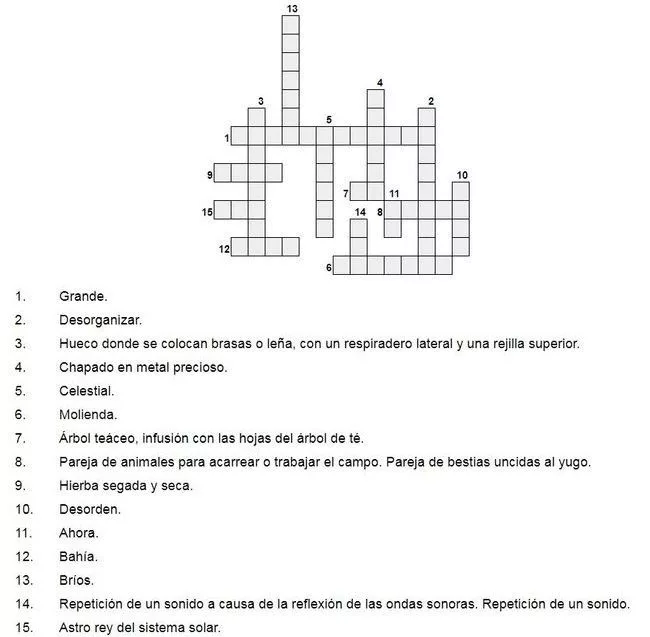 13
4
3
2
5
1
9
10
7
11
15
14
8
12
6
1. Grande.
2. Desorganizar.
3. Hueco donde se colocan brasas o leña, con un respiradero lateral y una rejilla superior.
4. Chapado en metal precioso.
5. Celestial.
6. Molienda.
7. Árbol teáceo, infusión con las hojas del árbol de té.
8. Pareja de animales para acarrear o trabajar el campo. Pareja de bestias uncidas al yugo.
9. Hierba segada y seca.
10. Desorden.
11. Ahora.
12. Bahía.
13. Bríos.
14. Repetición de un sonido a causa de la reflexión de las ondas sonoras. Repetición de un sonido.
15. Astro rey del sistema solar.